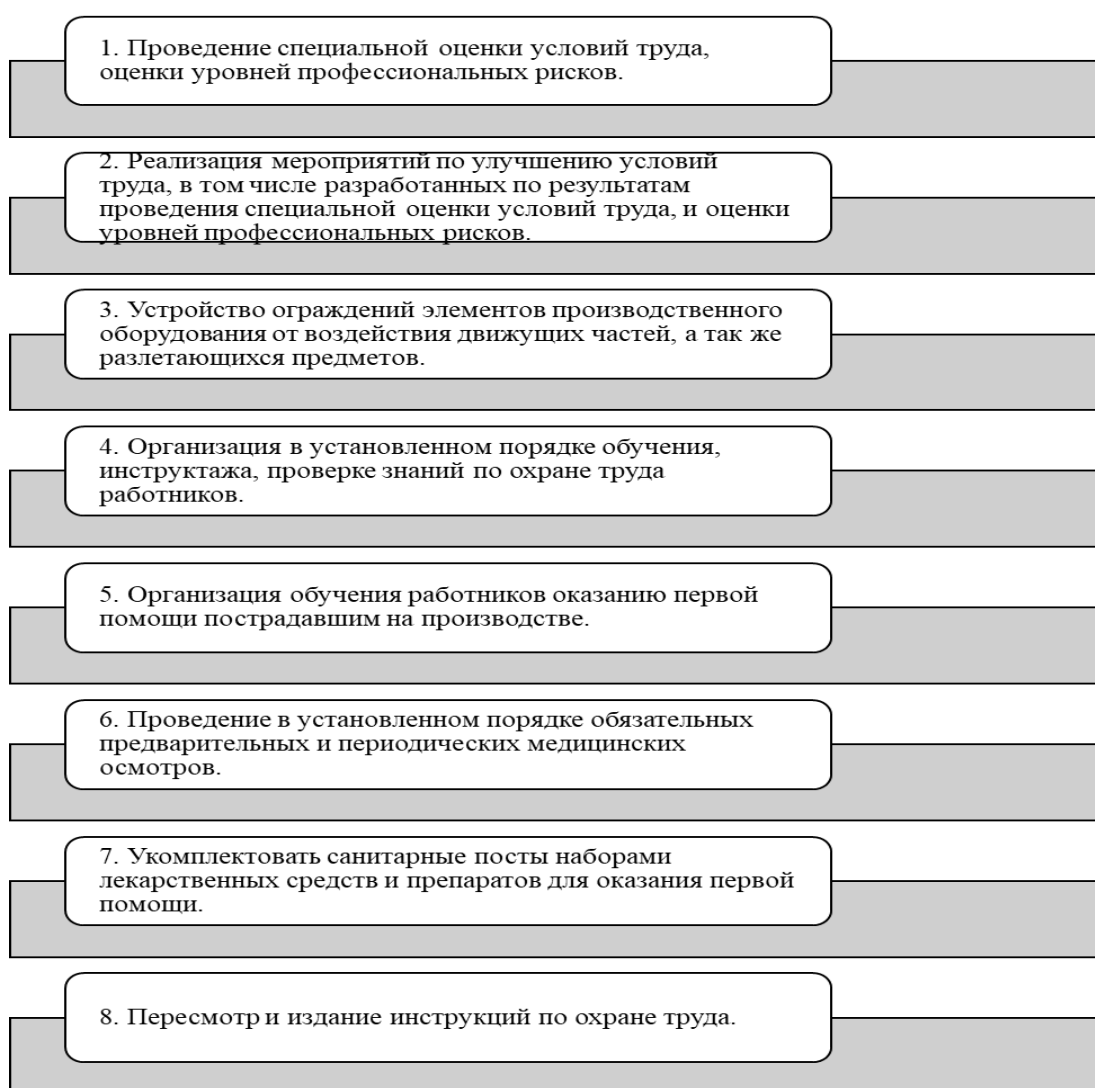 1. Проведение специальной оценки условий труда,
оценки уровней профессиональных рисков.
2. Реализация мероприятий по улучшению условий
труда, в том числе разработанных по результатам
проведения специальной оценки условий труда, и оценки
уровней профессиональных рисков.
3. Устройство ограждений элементов производственного
оборудования от воздействия движущих частей, а так же
разлетающихся предметов.
4. Организация в установленном порядке обучения,
инструктажа, проверке знаний по охране труда
работников.
5. Организация обучения работников оказанию первой
помощи пострадавшим на производстве.
6. Проведение в установленном порядке обязательных
предварительных и периодических медицинских
осмотров.
7. Укомплектовать санитарные посты наборами
лекарственных средств и препаратов для оказания первой
помощи.
8. Пересмотр и издание инструкций по охране труда.